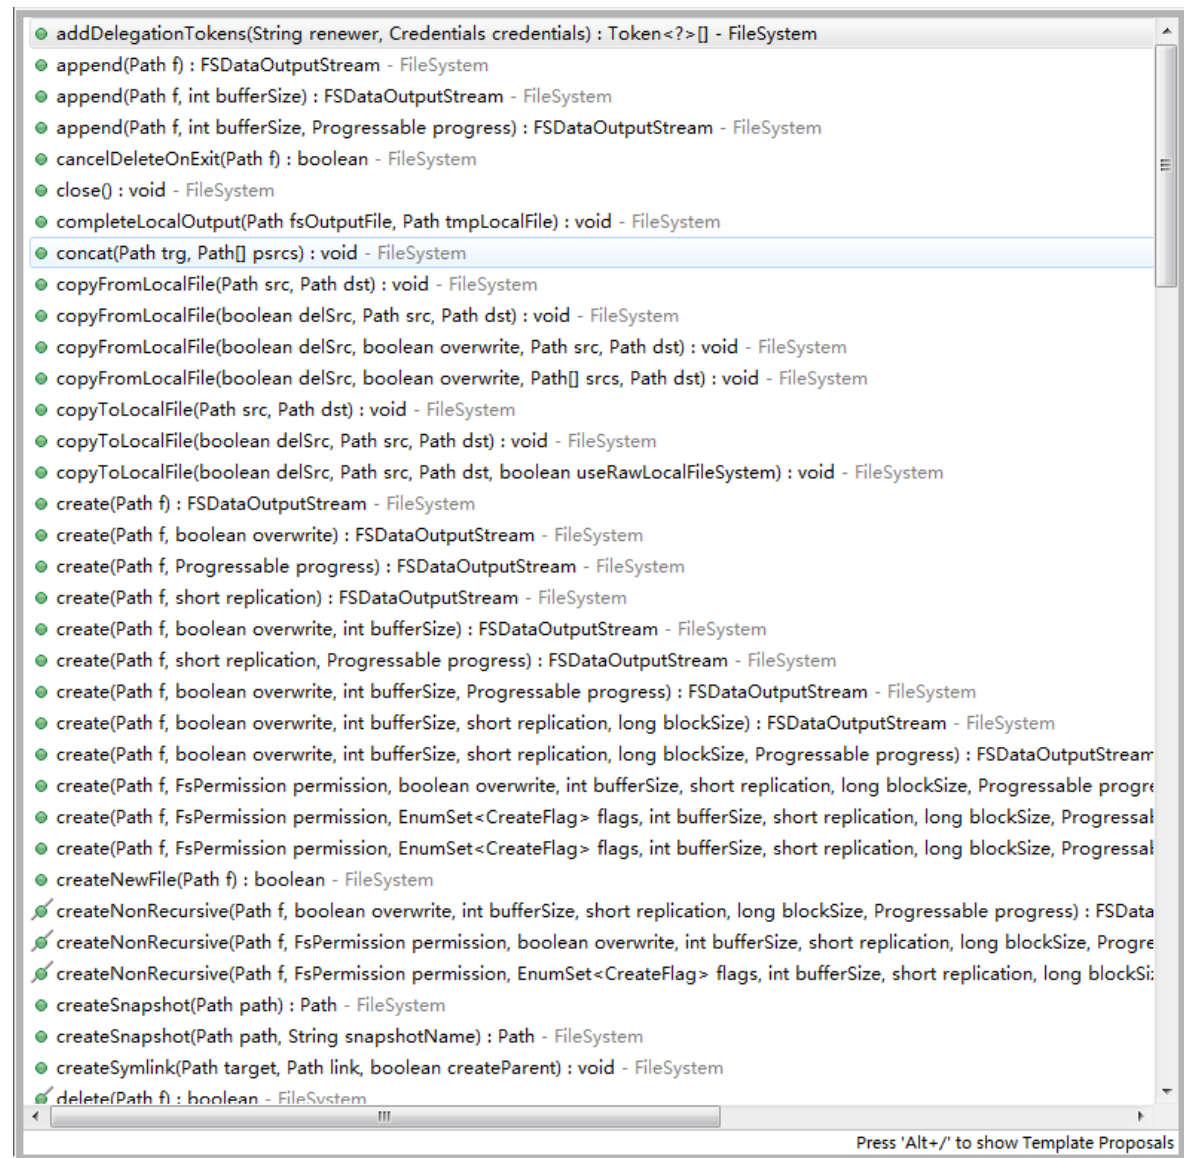 addDelegationTokens(String renewer, Credentials credentials) : Token<?>[] - FileSystem
append(Path f) : FSDataOutputStream - FileSystem
append(Path f, int bufferSize) : FSDataOutputStream - FileSystem
append(Path f, int bufferSize, Progressable progress) : FSDataOutputStream - FileSystem
cancelDeleteOnExit(Path f) : boolean - FileSystem
close() : void - FileSystem
completeLocalOutput(Path fsOutputFile, Path tmpLocalFile) : void - FileSystem
concat(Path trg, Path[] psrcs) : void - FileSystem
copyFromLocalFile(Path src, Path dst) : void - FileSystem
copyFromLocalFile(boolean delSrc, Path src, Path dst) : void - FileSystem
copyFromLocalFile(boolean delSrc, boolean overwrite, Path src, Path dst) : void - FileSystem
copyFromLocalFile(boolean delSrc, boolean overwrite, Path[] srcs, Path dst) : void - FileSystem
copyToLocalFile(Path src, Path dst) : void - FileSystem
copyToLocalFile(boolean delSrc, Path src, Path dst) : void - FileSystem
copyToLocalFile(boolean delSrc, Path src, Path dst, boolean useRawLocalFileSystem) : void - FileSystem
create(Path f) : FSDataOutputStream - FileSystem
create(Path f, boolean overwrite) : FSDataOutputStream - FileSystem
create(Path f, Progressable progress) : FSDataOutputStream - FileSystem
create(Path f, short replication) : FSDataOutputStream - FileSystem
create(Path f, boolean overwrite, int bufferSize) : FSDataOutputStream - FileSystem
create(Path f, short replication, Progressable progress) : FSDataOutputStream - FileSystem
create(Path f, boolean overwrite, int bufferSize, Progressable progress) : FSDataOutputStream - FileSystem
create(Path f, boolean overwrite, int bufferSize, short replication, long blockSize) : FSDataOutputStream - FileSystem
create(Path f, boolean overwrite, int bufferSize, short replication, long blockSize, Progressable progress) : FSDataOutputStream
create(Path f, FsPermission permission, boolean overwrite, int bufferSize, short replication, long blockSize, Progressable progre
create(Path f, FsPermission permission, EnumSet<CreateFlag> flags, int bufferSize, short replication, long blockSize, Progressab
create(Path f, FsPermission permission, EnumSet<CreateFlag> flags, int bufferSize, short replication, long blockSize, Progressab
createNewFile(Path f) : boolean - FileSystem
createNonRecursive(Path f, boolean overwrite, int bufferSize, short replication, long blockSize, Progressable progress) : FSData
createNonRecursive(Path f, FsPermission permission, boolean overwrite, int bufferSize, short replication, long blockSize, Progre
createNonRecursive(Path f, FsPermission permission, EnumSet<CreateFlag> flags, int bufferSize, short replication, long blockSi
createSnapshot(Path path) : Path - FileSystem
createSnapshot(Path path, String snapshotName) : Path - FileSystem
createSymlink(Path target, Path link, boolean createParent) : void - FileSystem
delete(Path f) : boolean - FileSystem
Press 'Alt+/' to show Template Proposals